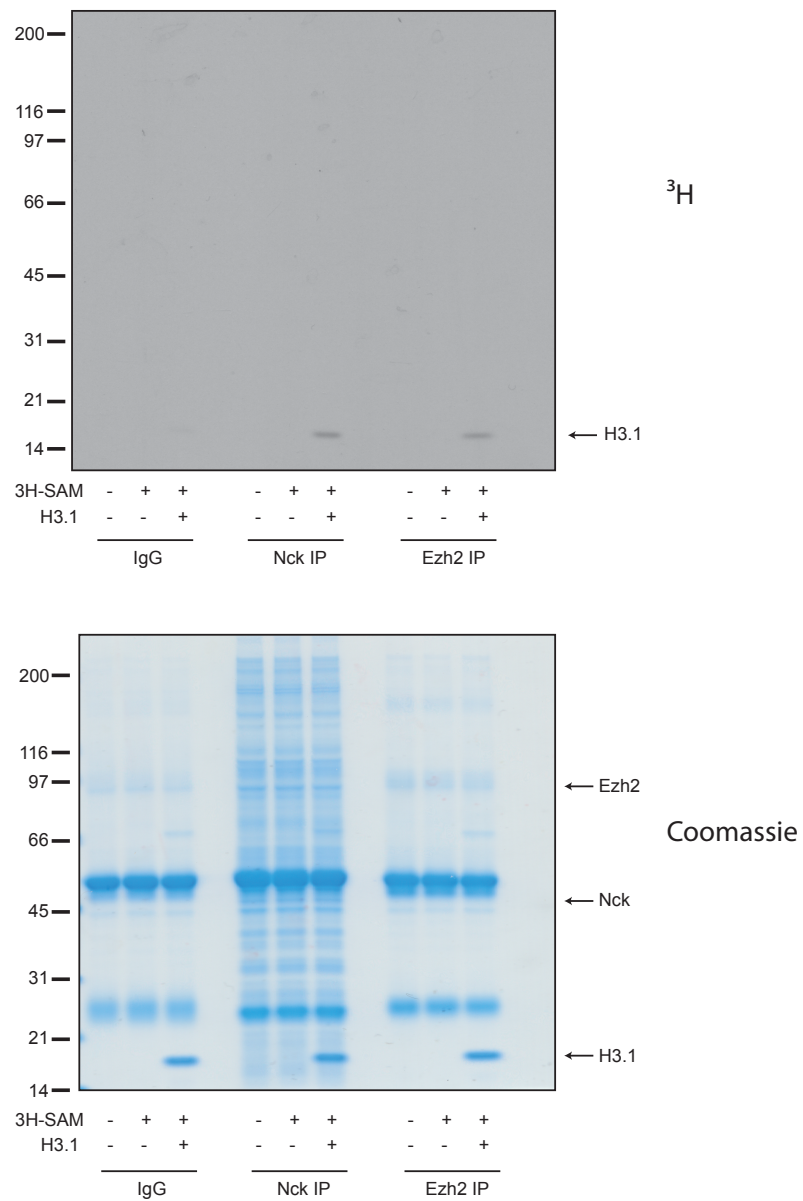 200
116
97
66
³H
45
31
21
← H3.1
14
3H-SAM - + + - + + - + +
H3.1 - - + - - + - - +
IgG Nck IP Ezh2 IP
200
116
97
← Ezh2
Coomassie
66
← Nck
45
31
21
← H3.1
14
3H-SAM - + + - + + - + +
H3.1 - - + - - + - - +
IgG Nck IP Ezh2 IP